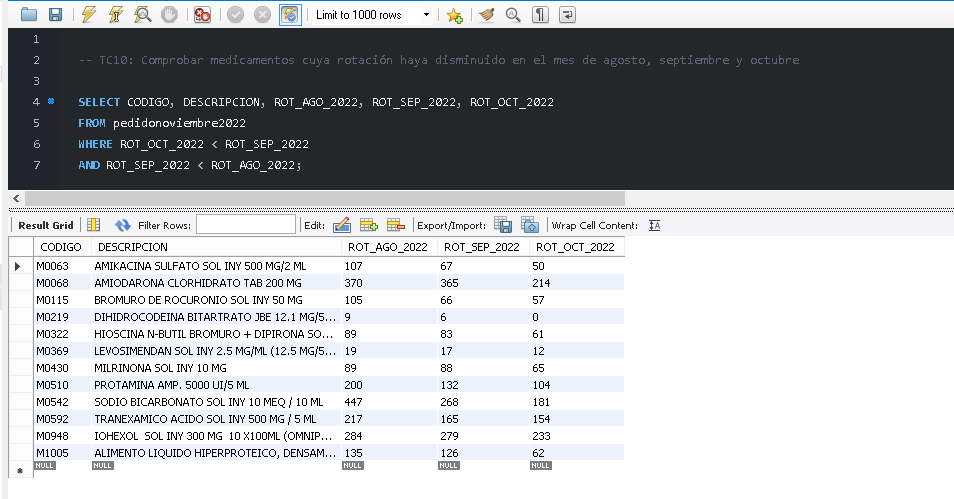 Limit to 1000 rows
1
2 -- TC10: Comprobar medicamentos cuya rotación haya disminuido en el mes de agosto, septiembre y octubre
3
4 SELECT CODIGO, DESCRIPCION, ROT_AGO_2022, ROT_SEP_2022, ROT_OCT_2022
5 FROM pedidonoviembre2022
6 WHERE ROT_OCT_2022 < ROT_SEP_2022
7 AND ROT_SEP_2022 < ROT_AGO_2022;
Result Grid Filter Rows: Edit: Export/Import: Wrap Cell Content: IA
CODIGO DESCRIPCION ROT_AGO_2022 ROT_SEP_2022 ROT_OCT_2022
M0063 AMIKACINA SULFATO SOL INY 500 MG/2 ML 107 67 50
M0068 AMIODARONA CLORHIDRATO TAB 200 MG 370 365 214
M0115 BROMURO DE ROCURONIO SOL INY 50 MG 105 66 57
M0219 DIHIDROCODEINA BITARTRATO JBE 12.1 MG/5... 9 6 0
M0322 HIOSCINA N-BUTIL BROMURO + DIPIRONA SO... 89 83 61
M0369 LEVOSIMENDAN SOL INY 2.5 MG/ML (12.5 MG/5... 19 17 12
M0430 MILRINONA SOL INY 10 MG 89 88 65
M0510 PROTAMINA AMP. 5000 UI/5 ML 200 132 104
M0542 SODIO BICARBONATO SOL INY 10 MEQ / 10 ML 447 268 181
M0592 TRANEXAMICO ACIDO SOL INY 500 MG / 5 ML 217 165 154
M0948 IOHEXOL SOL INY 300 MG 10 X100ML (OMNIP... 284 279 233
M1005 ALIMENTO LIQUIDO HIPERPROTEICO, DENSAM... 135 126 62
NULL NULL NULL NULL NULL